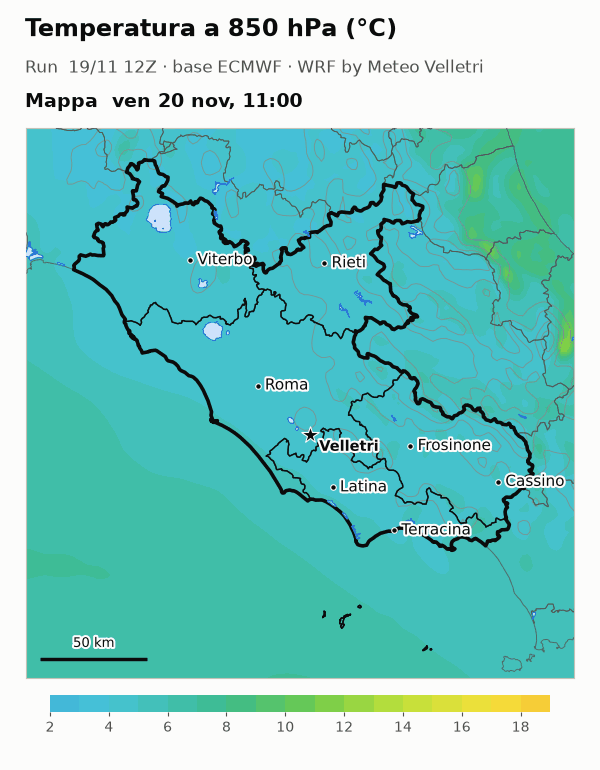 Temperatura a 850 hPa (°C)
Run  19/11 12Z · base ECMWF · WRF by Meteo Velletri
Mappa  ven 20 nov, 11:00
Viterbo
Rieti
Roma
Velletri
Frosinone
Latina
Cassino
Terracina
50 km
2 4 6 8 10 12 14 16 18